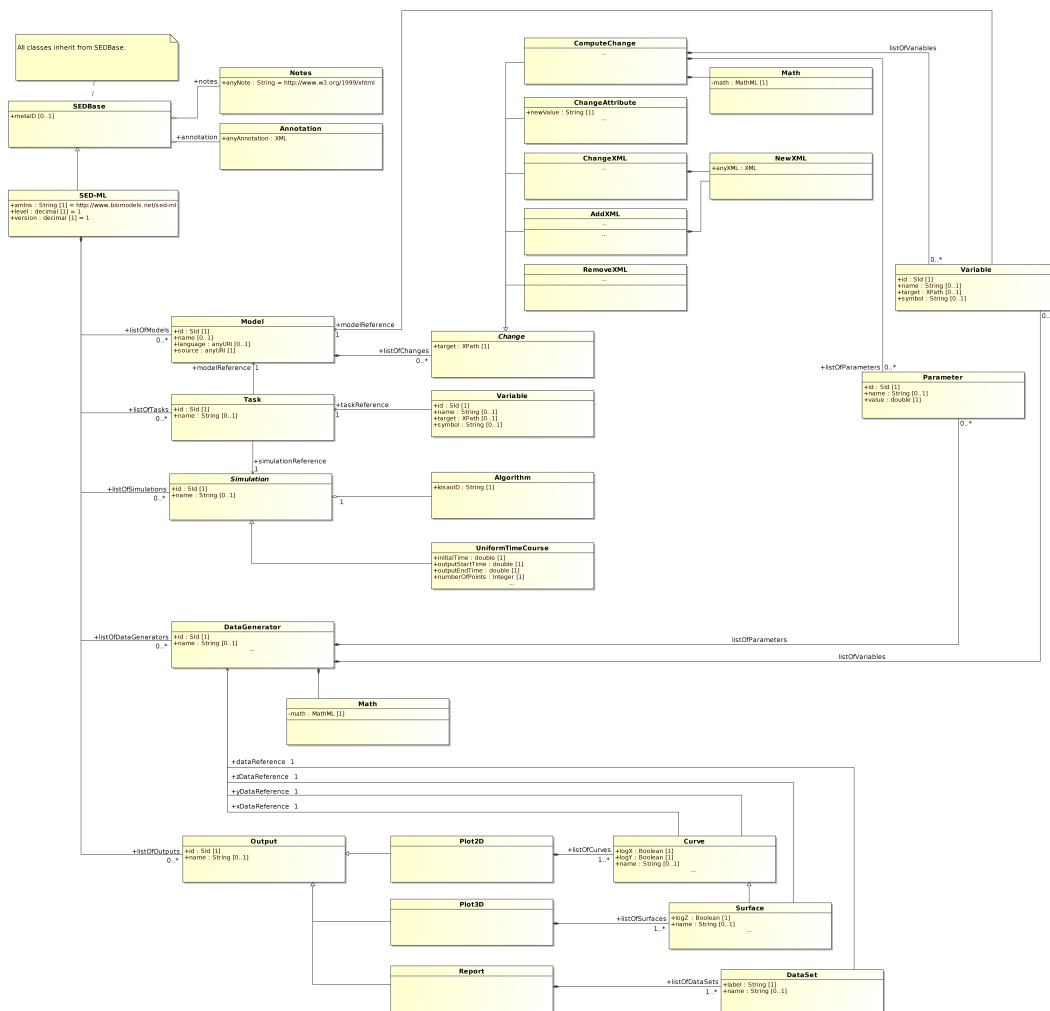 All classes inherit from SEDBase.
SEDBase
+metaID [0..1]
+notes
Notes
+anyNote : String = http://www.w3.org/1999/xhtml
+annotation
Annotation
+anyAnnotation : XML
SED-ML
+xmlns : String [1] = http://www.biomodels.net/sed-ml
+level : decimal [1] = 1
+version : decimal [1] = 1
ComputeChange
...
listOfVariables
Math
-math : MathML [1]
ChangeAttribute
+newValue : String [1]
...
ChangeXML
...
NewXML
+anyXML : XML
AddXML
...
...
RemoveXML
...
0..*
Variable
+id : SId [1]
+name : String [0..1]
+target : XPath [0..1]
+symbol : String [0..1]
0..
+listOfModels
0..*
Model
+id : SId [1]
+name [0..1]
+language : anyURI [0..1]
+source : anyURI [1]
+modelReference
1
+listOfChanges
0..*
Change
+target : XPath [1]
+modelReference
1
+listOfParameters
0..*
Parameter
+id : SId [1]
+name : String [0..1]
+value : double [1]
0..*
+listOfTasks
0..*
Task
+id : SId [1]
+name : String [0..1]
+taskReference
1
Variable
+id : SId [1]
+name : String [0..1]
+target : XPath [0..1]
+symbol : String [0..1]
+simulationReference
1
+listOfSimulations
0..*
Simulation
+id : SId [1]
+name : String [0..1]
1
Algorithm
+kisaoID : String [1]
UniformTimeCourse
+initialTime : double [1]
+outputStartTime : double [1]
+outputEndTime : double [1]
+numberOfPoints : Integer [1]
...
+listOfDataGenerators
0..*
DataGenerator
+id : SId [1]
+name : String [0..1]
...
listOfParameters
listOfVariables
Math
-math : MathML [1]
+dataReference 1
+zDataReference 1
+yDataReference 1
+xDataReference 1
+listOfOutputs
0..*
Output
+id : SId [1]
+name : String [0..1]
Plot2D
+listOfCurves
1..*
Curve
+logX : Boolean [1]
+logY : Boolean [1]
+name : String [0..1]
...
Plot3D
+listOfSurfaces
1..*
Surface
+logZ : Boolean [1]
+name : String [0..1]
...
Report
+listOfDataSets
1..*
DataSet
+label : String [1]
+name : String [0..1]